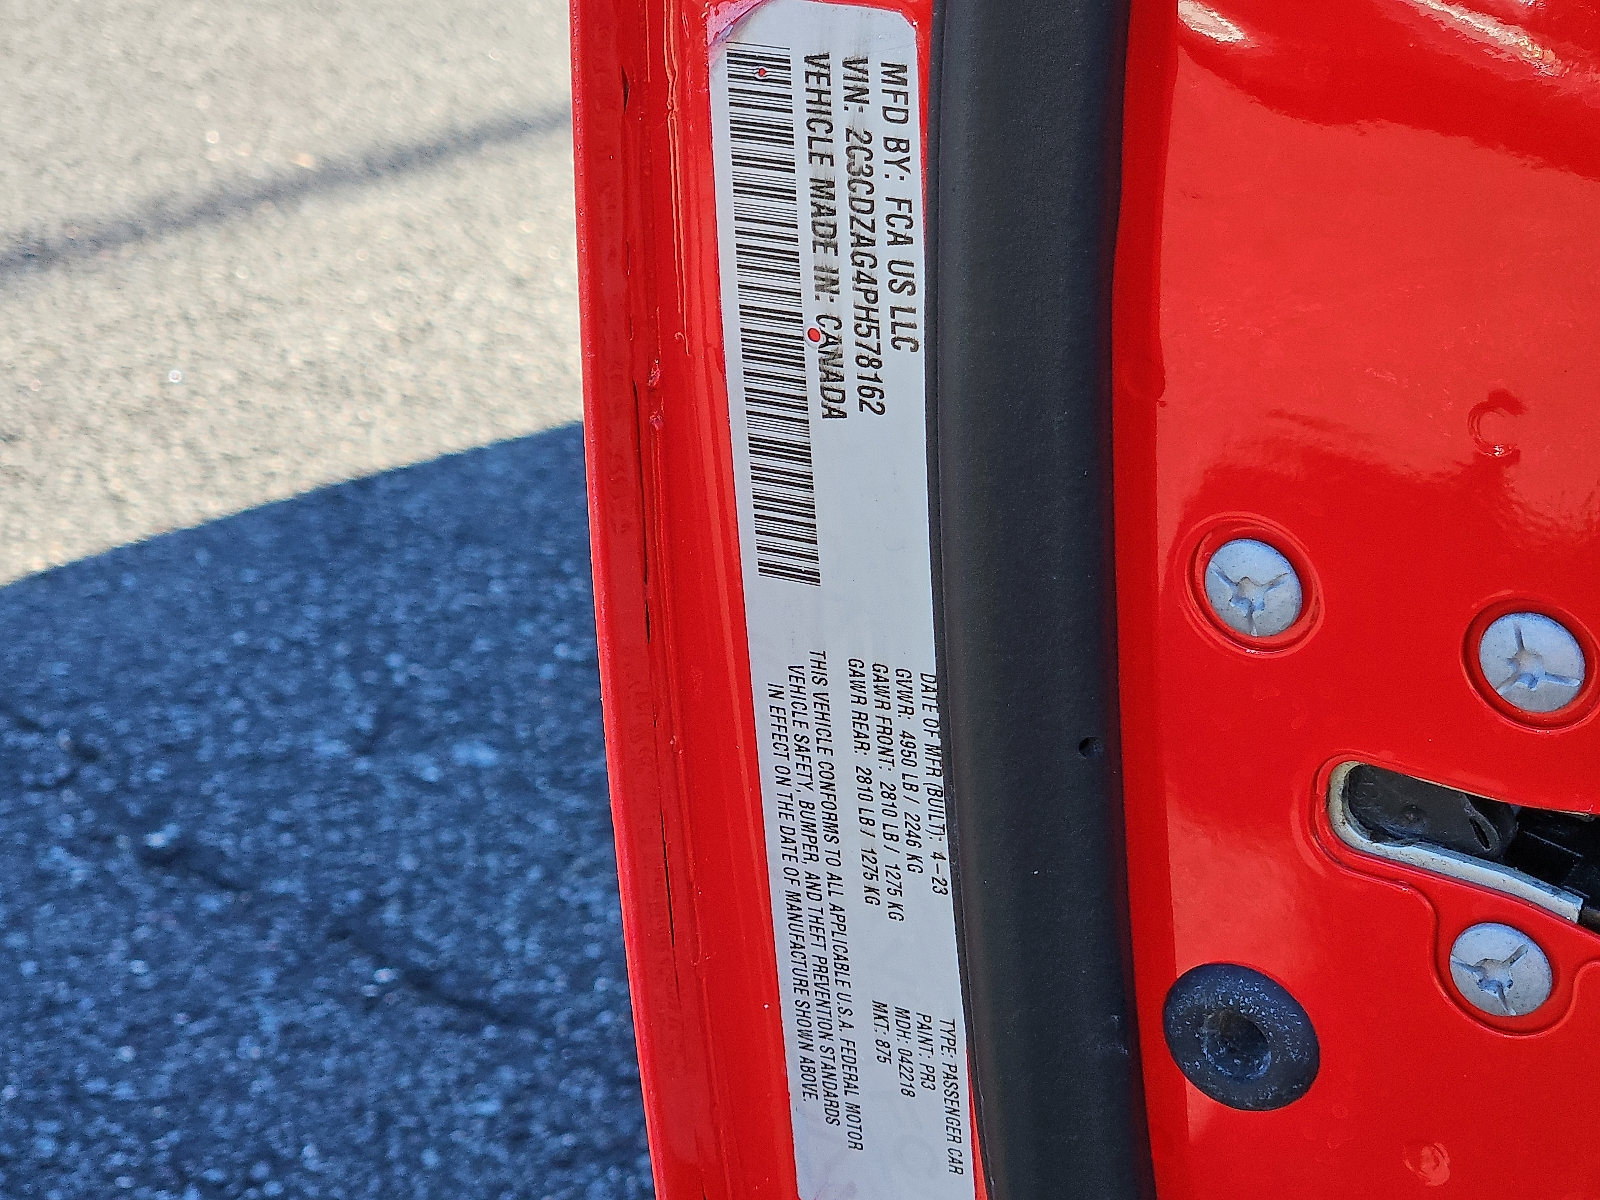 MFD BY: FCA US LLC
VIN: 2C3CDZAG4PH578162
VEHICLE MADE IN: CANADA
DATE OF MFR (BUILT): 4-23
GVWR: 4950 LB / 2246 KG
GAWR FRONT: 2810 LB / 1275 KG
GAWR REAR: 2810 LB / 1275 KG
THIS VEHICLE CONFORMS TO ALL APPLICABLE U.S.A. FEDERAL MOTOR
VEHICLE SAFETY, BUMPER, AND THEFT PREVENTION STANDARDS
IN EFFECT ON THE DATE OF MANUFACTURE SHOWN ABOVE.
TYPE: PASSENGER CAR
PAINT: PR3
MDH: 042218
MKT: 875